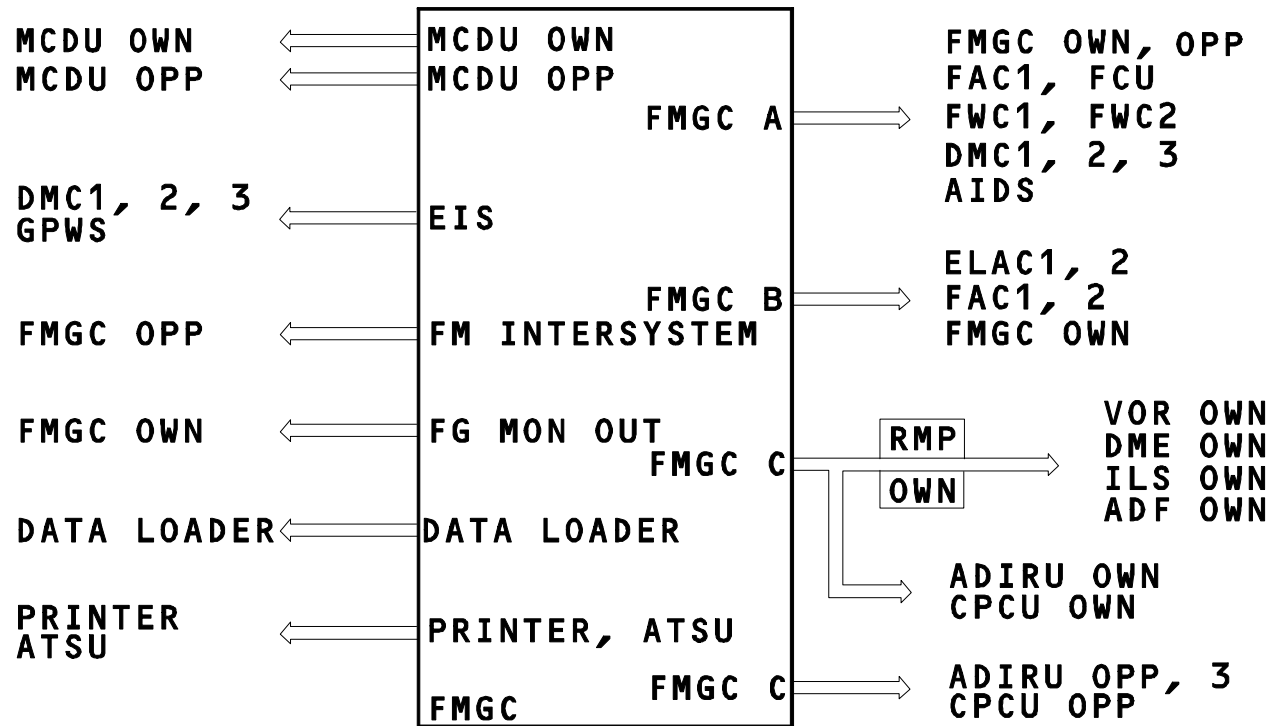 MCDU OWN
MCDU OPP
DMC1, 2, 3
GPWS
FMGC OPP
FMGC OWN
DATA LOADER
PRINTER
ATSU
MCDU OWN
MCDU OPP
FMGC A
EIS
FMGC B
FM INTERSYSTEM
FG MON OUT
FMGC C
DATA LOADER
PRINTER, ATSU
FMGC C
FMGC
FMGC OWN, OPP
FAC1, FCU
FWC1, FWC2
DMC1, 2, 3
AIDS
ELAC1, 2
FAC1, 2
FMGC OWN
RMP
OWN
VOR OWN
DME OWN
ILS OWN
ADF OWN
ADIRU OWN
CPCU OWN
ADIRU OPP, 3
CPCU OPP